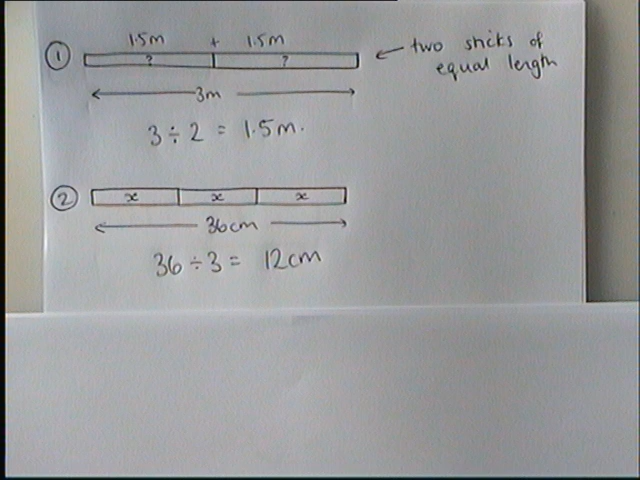 1.5m + 1.5m
① ? ? ← two sticks of
equal length
3m
3 ÷ 2 = 1.5m.
② x x x
36cm
36 ÷ 3 = 12cm